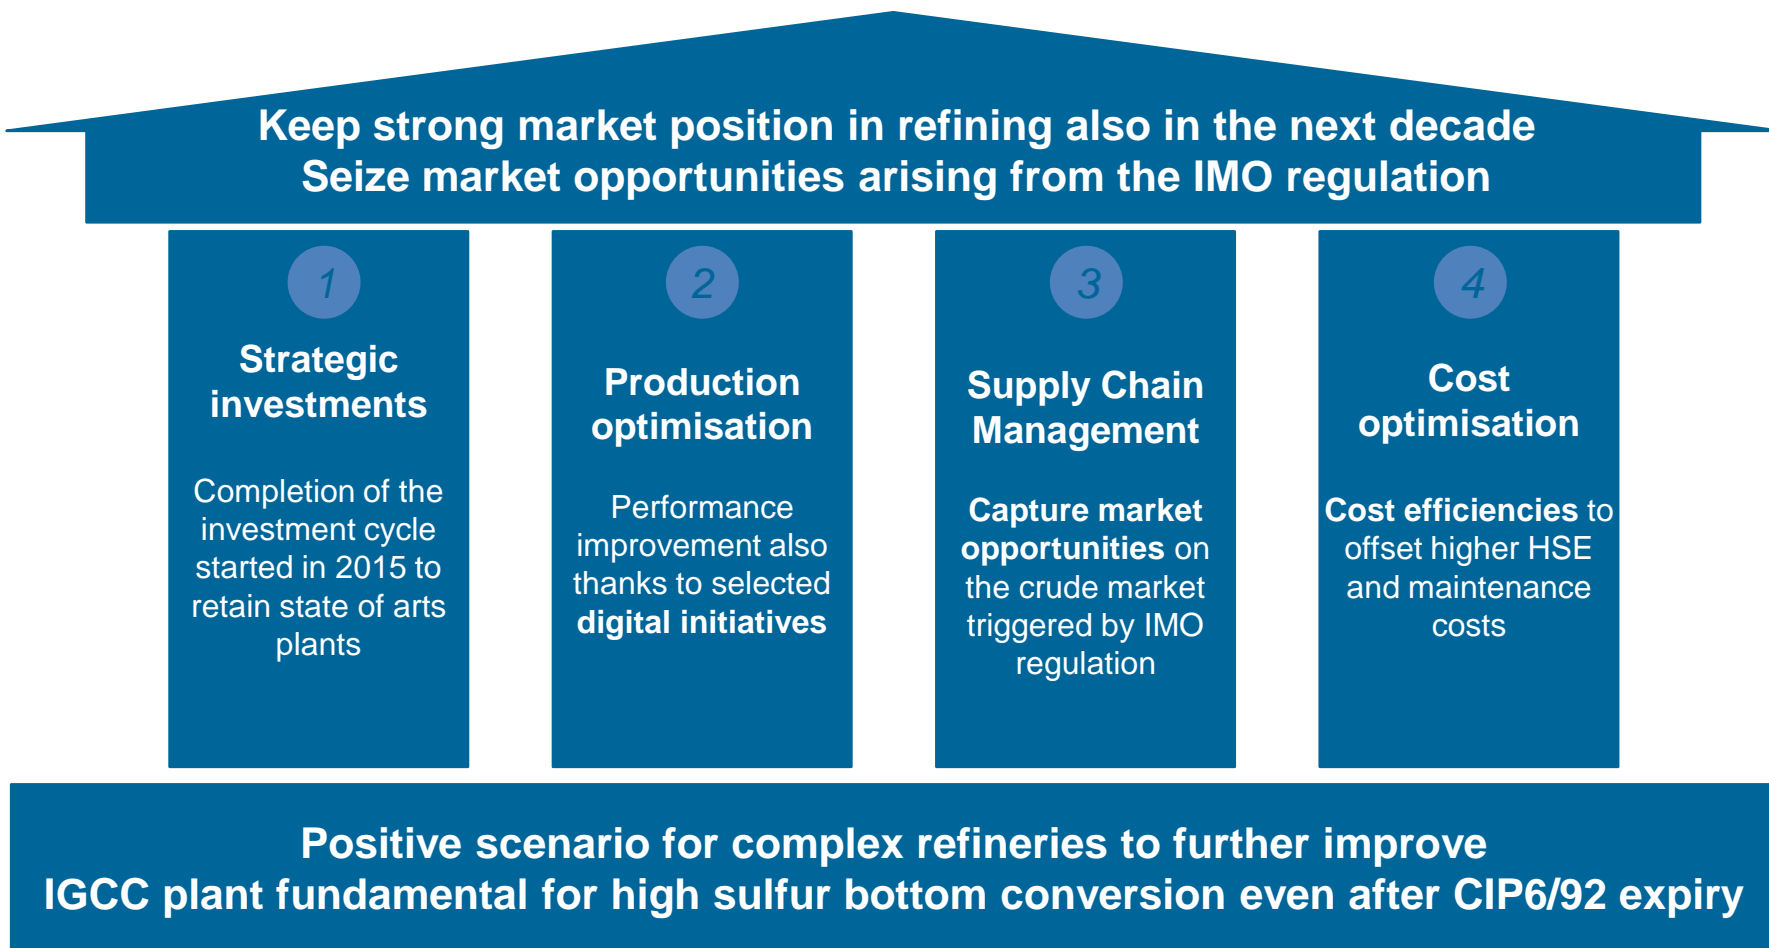 Keep strong market position in refining also in the next decade
Seize market opportunities arising from the IMO regulation
1
Strategic
investments
Completion of the
investment cycle
started in 2015 to
retain state of arts
plants
2
Production
optimisation
Performance
improvement also
thanks to selected
digital initiatives
3
Supply Chain
Management
Capture market
opportunities on
the crude market
triggered by IMO
regulation
4
Cost
optimisation
Cost efficiencies to
offset higher HSE
and maintenance
costs
Positive scenario for complex refineries to further improve
IGCC plant fundamental for high sulfur bottom conversion even after CIP6/92 expiry